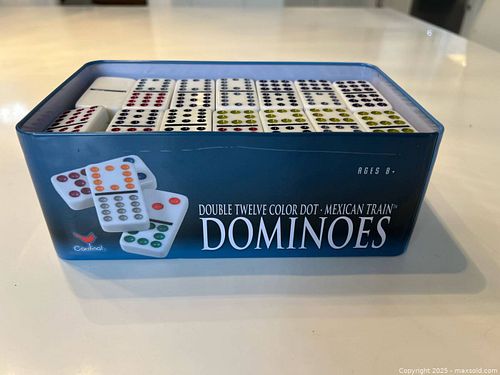 AGES 8+
DOUBLE TWELVE COLOR DOT · MEXICAN TRAIN™
DOMINOES
Cardinal
Copyright 2025 - maxsold.com